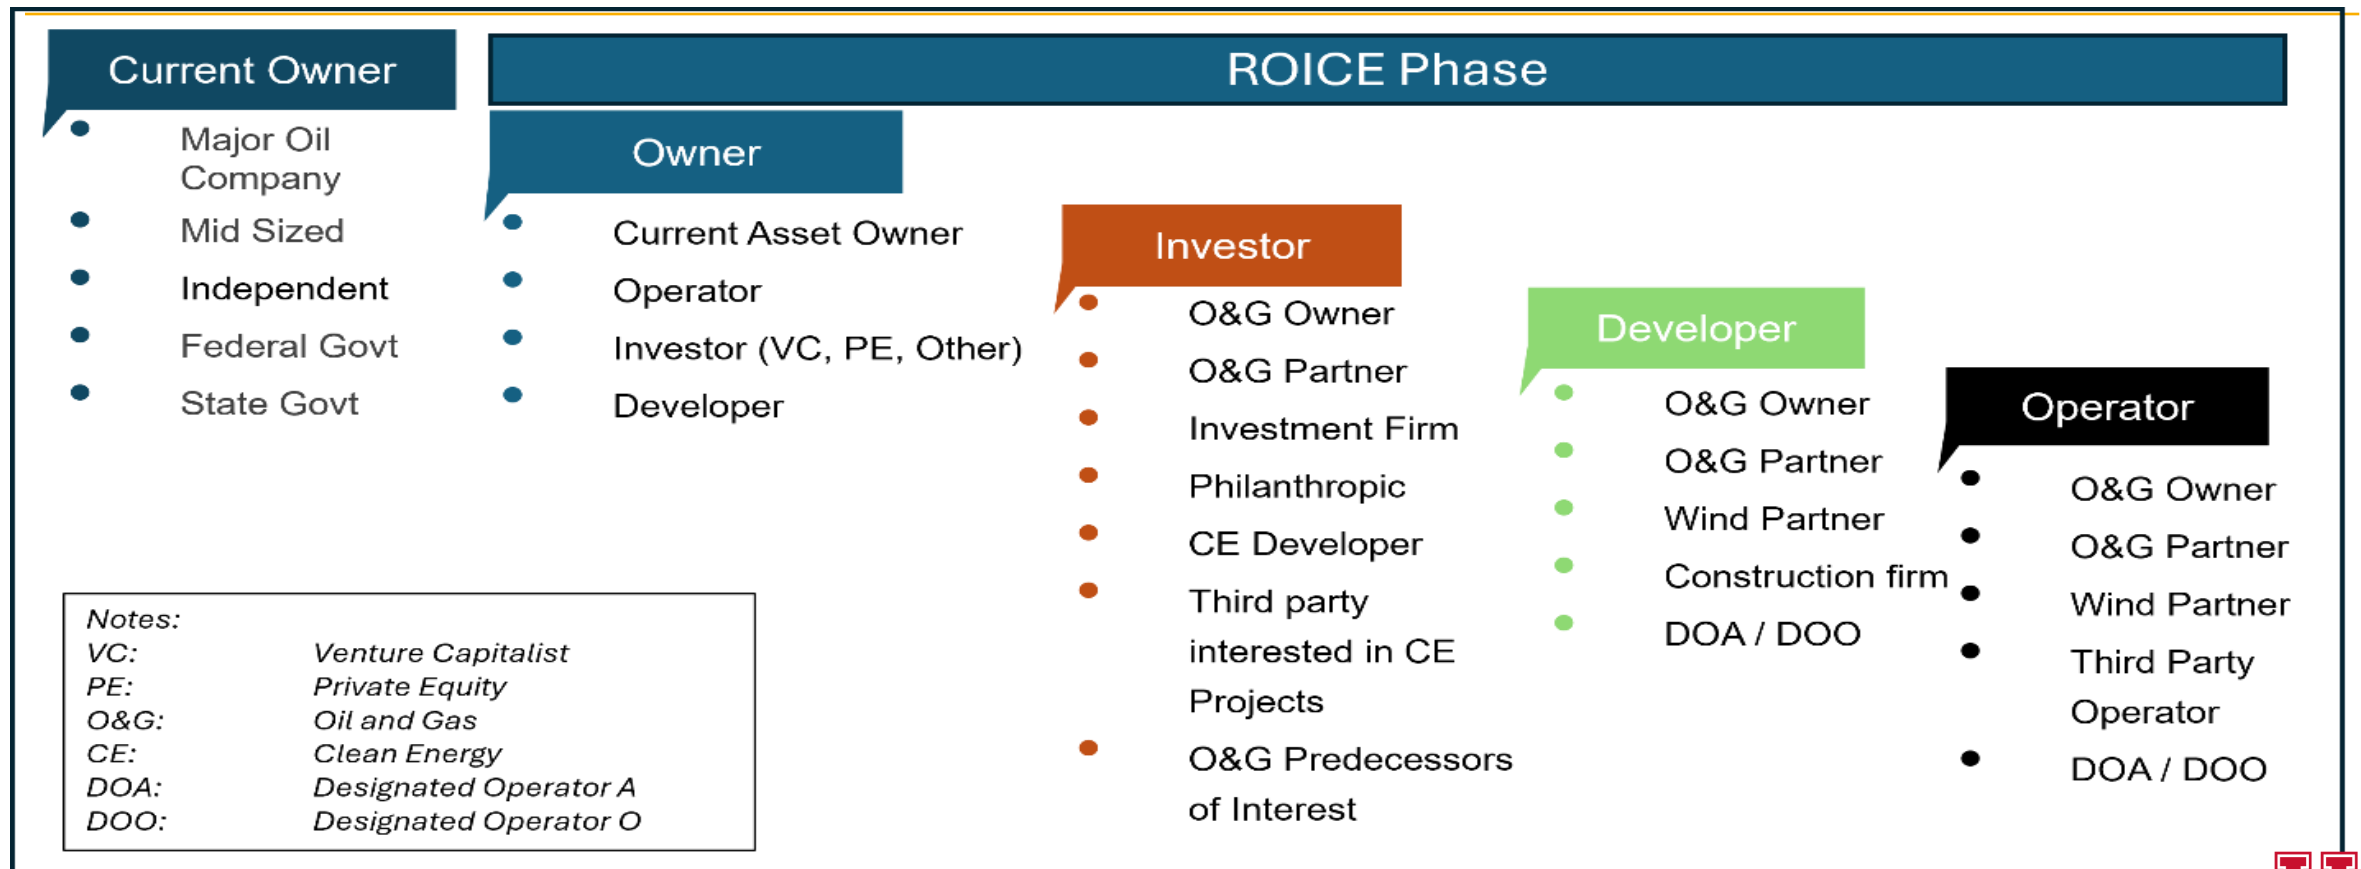 Current Owner
Major Oil
Company
Mid Sized
Independent
Federal Govt
State Govt
ROICE Phase
Owner
Current Asset Owner
Operator
Investor (VC, PE, Other)
Developer
Investor
O&G Owner
O&G Partner
Investment Firm
Philanthropic
CE Developer
Third party
interested in CE
Projects
O&G Predecessors
of Interest
Developer
O&G Owner
O&G Partner
Wind Partner
Construction firm
DOA / DOO
Operator
O&G Owner
O&G Partner
Wind Partner
Third Party
Operator
DOA / DOO
Notes:
VC: Venture Capitalist
PE: Private Equity
O&G: Oil and Gas
CE: Clean Energy
DOA: Designated Operator A
DOO: Designated Operator O